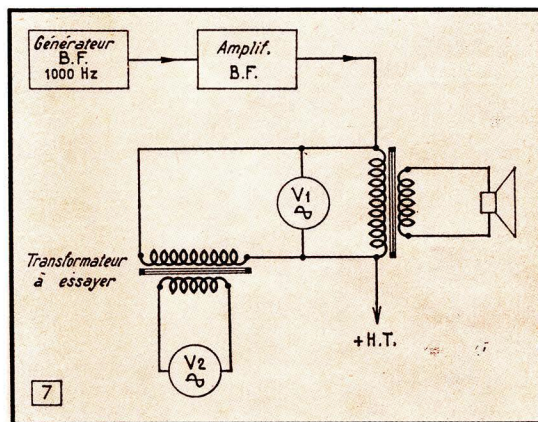 Générateur
B.F.
1000 Hz
Amplif.
B.F.
V1
Transformateur
à essayer
+H.T.
V2
7